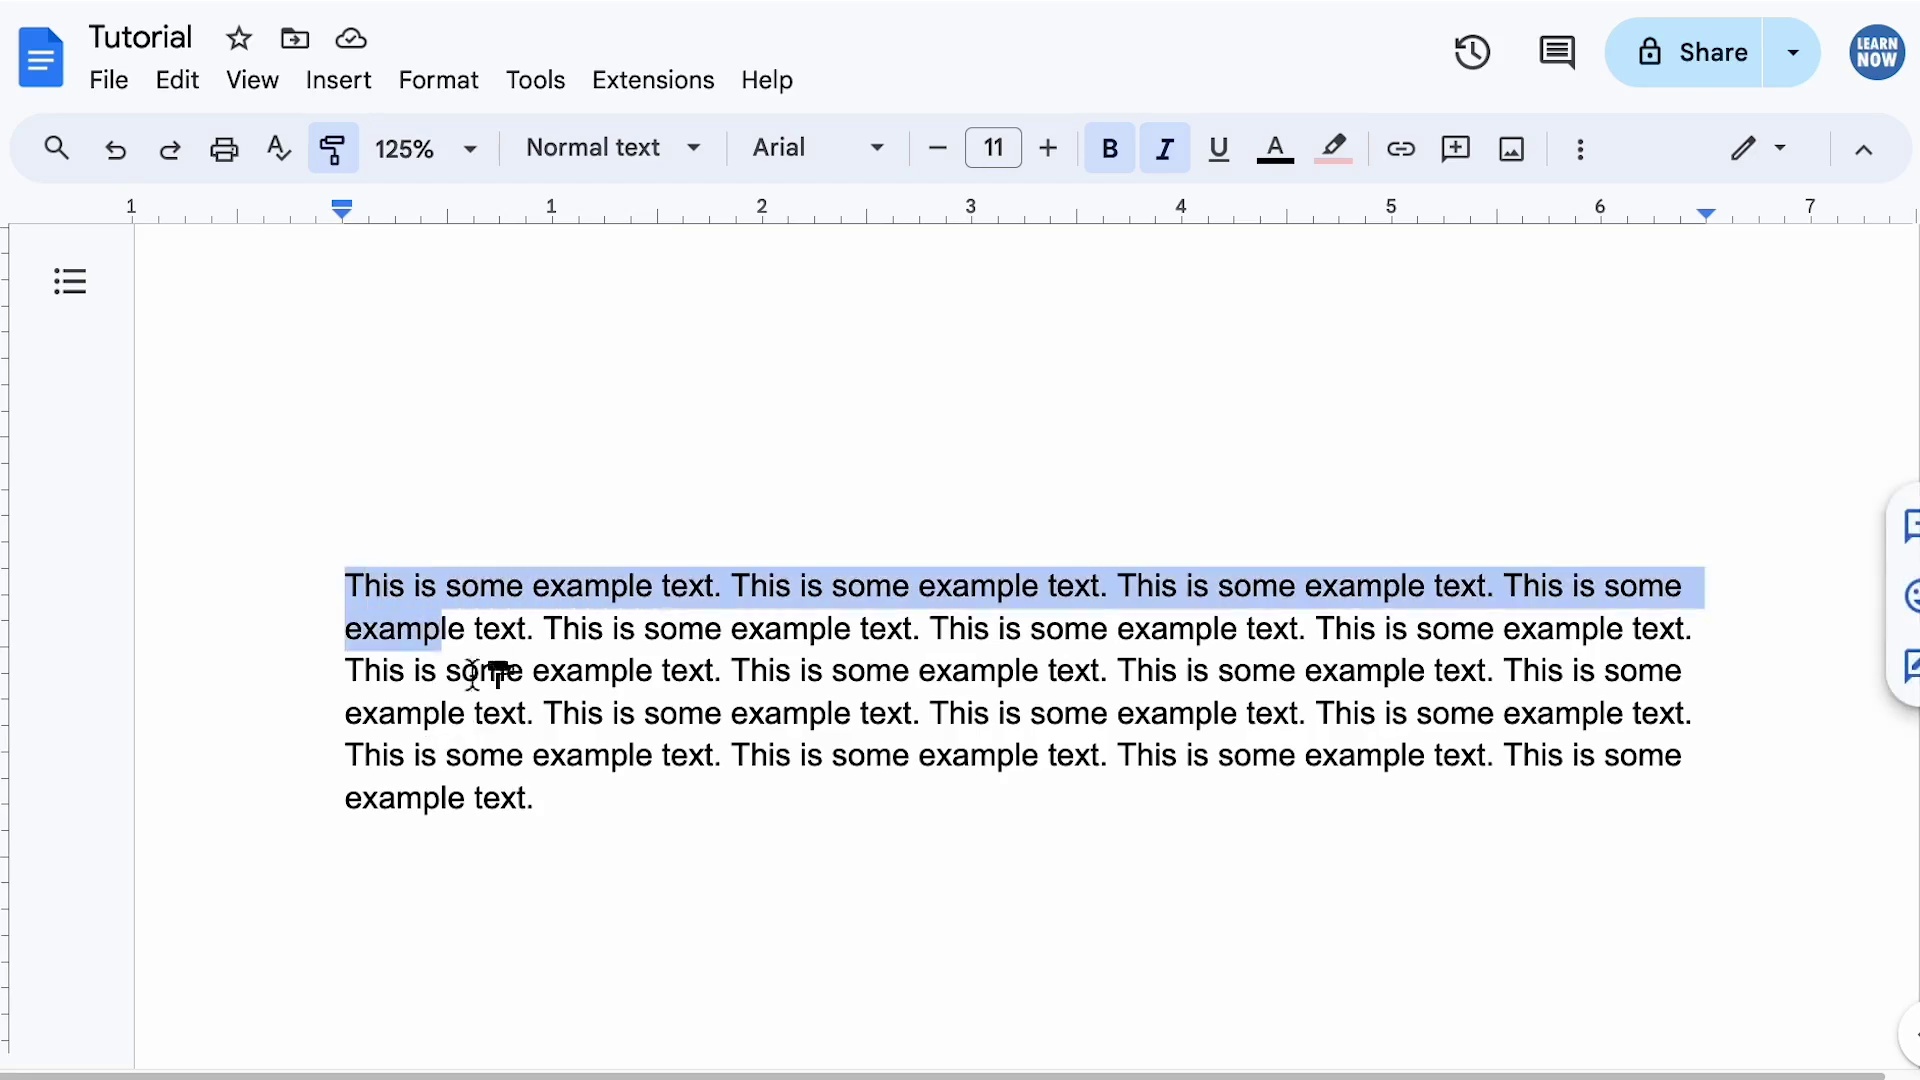 Tutorial
File Edit View Insert Format Tools Extensions Help
Share
LEARN
NOW
125% Normal text Arial 11 B I U A
1 1 2 3 4 5 6 7
This is some example text. This is some example text. This is some example text. This is some
example text. This is some example text. This is some example text. This is some example text.
This is some example text. This is some example text. This is some example text. This is some
example text. This is some example text. This is some example text. This is some example text.
This is some example text. This is some example text. This is some example text. This is some
example text.